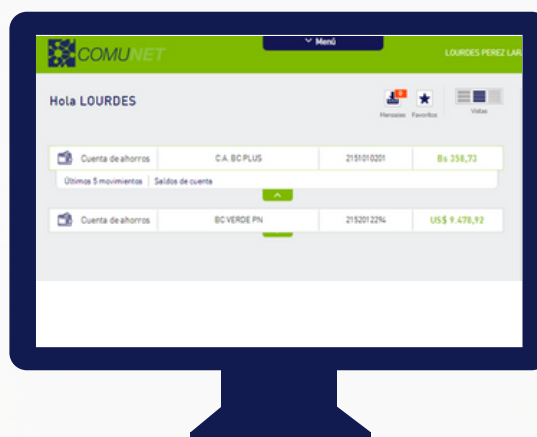 COMUNET
Menú
LOURDES PEREZ LAR
Hola LOURDES
Mensajes Favoritos Vistas
Cuenta de ahorros C.A. BC PLUS 2151010201 Bs 358,73
Últimos 5 movimientos Saldos de cuenta
Cuenta de ahorros BC VERDE PN 2152012294 US$ 9.478,92